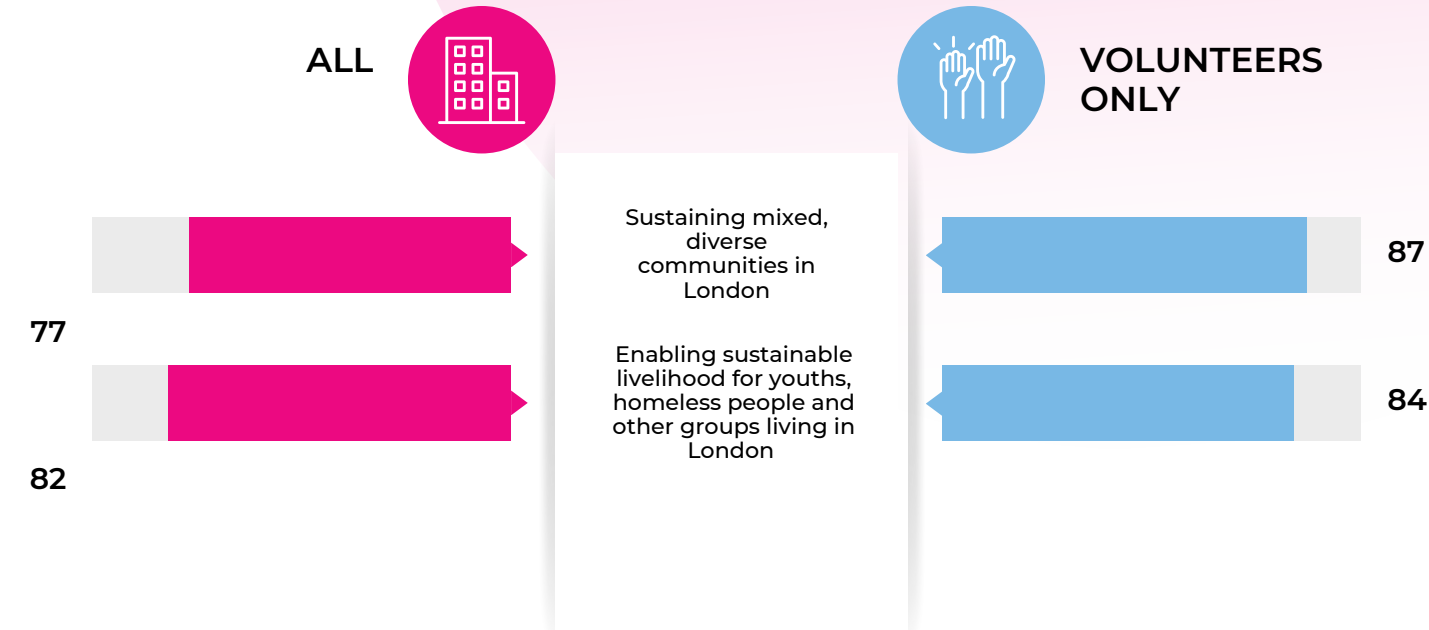 ALL
VOLUNTEERS
ONLY
Sustaining mixed,
diverse
communities in
London
87
77
Enabling sustainable
livelihood for youths,
homeless people and
other groups living in
London
84
82